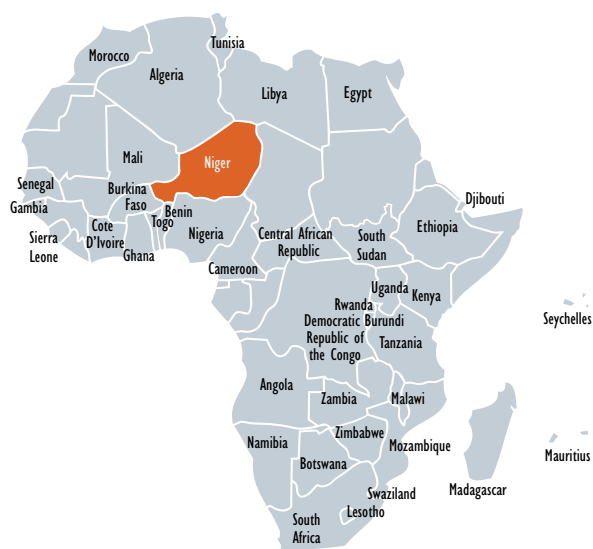 Tunisia
Morocco
Algeria
Libya
Egypt
Mali
Niger
Senegal
Burkina
Faso
Djibouti
Gambia
Benin
Togo
Cote
D'Ivoire
Ethiopia
Sierra
Leone
Ghana
Nigeria
Central African
Republic
South
Sudan
Cameroon
Uganda
Kenya
Rwanda
Seychelles
Democratic
Republic of
the Congo
Burundi
Tanzania
Angola
Zambia
Malawi
Namibia
Zimbabwe
Mozambique
Mauritius
Botswana
Swaziland
Madagascar
Lesotho
South
Africa